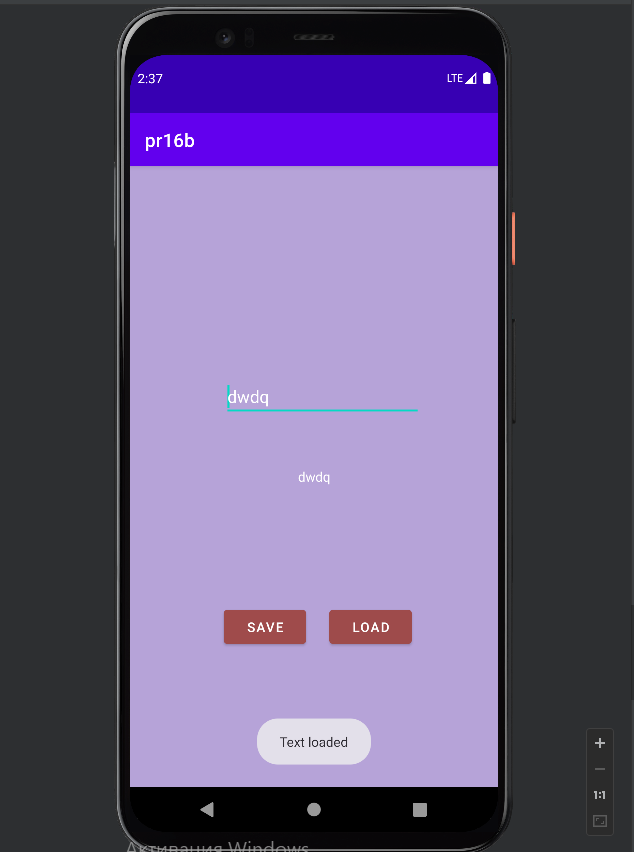 2:37 LTE
pr16b
dwdq
dwdq
SAVE LOAD
Text loaded
1:1
Активация Windows